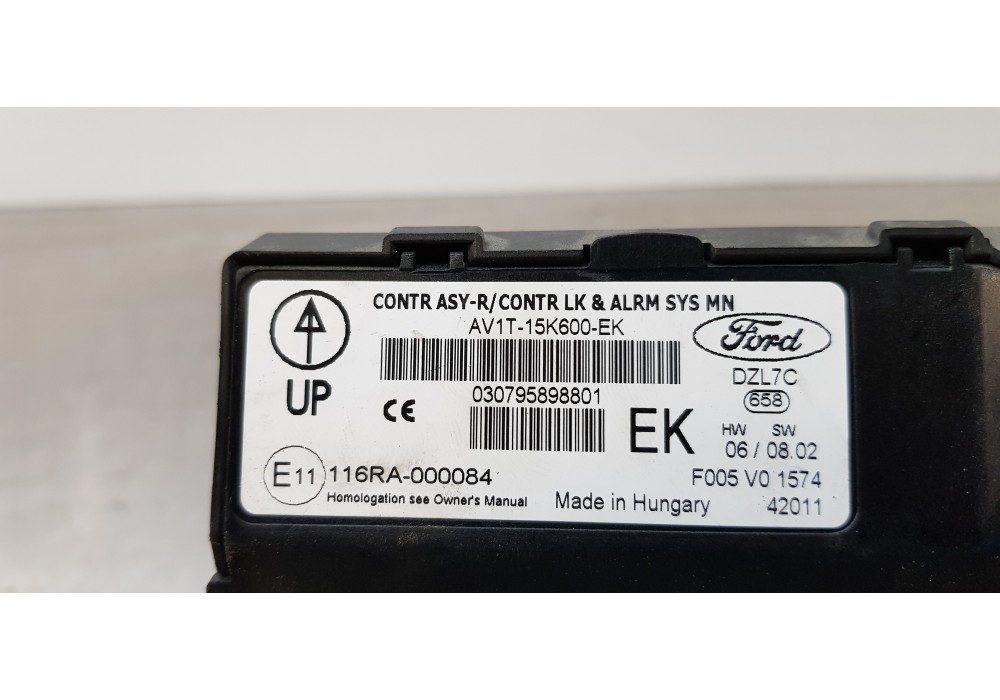 CONTR ASY-R/CONTR LK & ALRM SYS MN
AV1T-15K600-EK
Ford
UP
DZL7C
030795898801
658
CE
EK
HW SW
06 / 08.02
E11
116RA-000084
F005 V0 1574
Homologation see Owner's Manual
Made in Hungary
42011